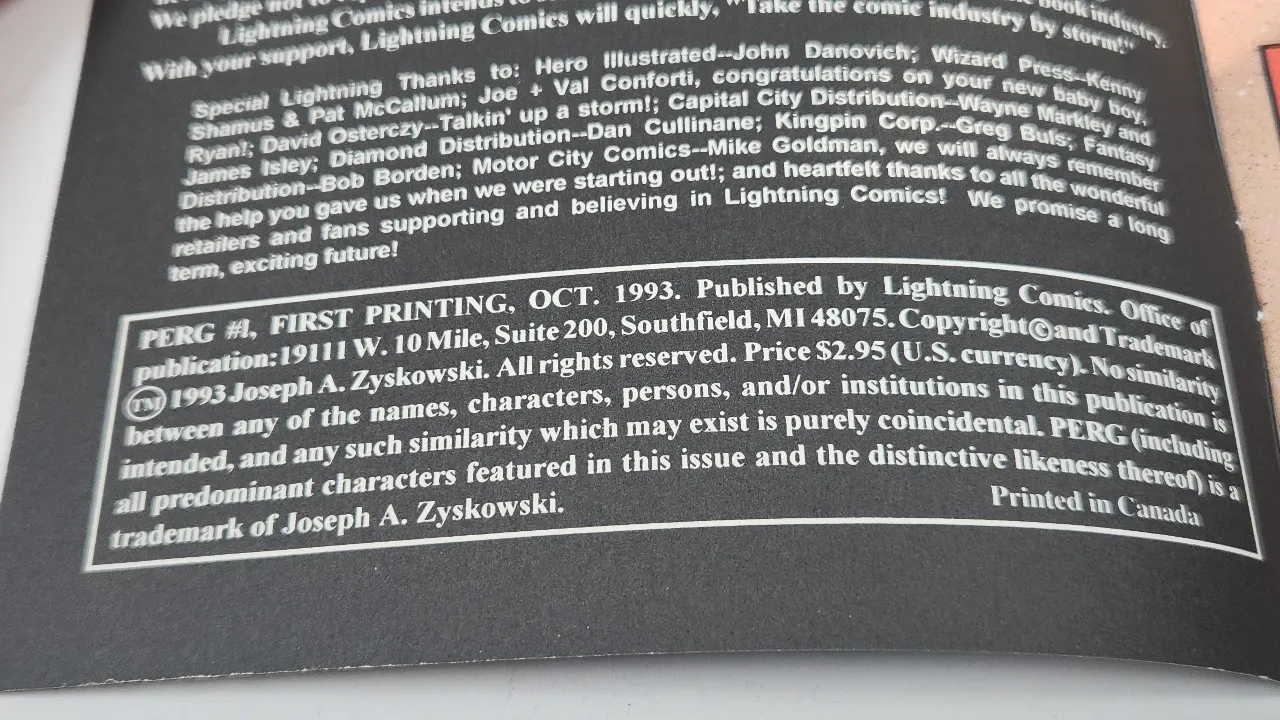 We pledge not to
book industry.
Lightning Comics intends to
With your support, Lightning Comics will quickly, "Take the comic industry by storm!"
Special Lightning Thanks to: Hero Illustrated--John Danovich; Wizard Press--Kenny
Shamus & Pat McCallum; Joe + Val Conforti, congratulations on your new baby boy,
Ryan!; David Osterczy--Talkin' up a storm!; Capital City Distribution--Wayne Markley and
James Isley; Diamond Distribution--Dan Cullinane; Kingpin Corp.--Greg Buls; Fantasy
Distribution--Bob Borden; Motor City Comics--Mike Goldman, we will always remember
the help you gave us when we were starting out!; and heartfelt thanks to all the wonderful
retailers and fans supporting and believing in Lightning Comics! We promise a long
term, exciting future!
PERG #1, FIRST PRINTING, OCT. 1993. Published by Lightning Comics. Office of
publication:19111 W. 10 Mile, Suite 200, Southfield, MI 48075. Copyright©and Trademark
TM 1993 Joseph A. Zyskowski. All rights reserved. Price $2.95 (U.S. currency). No similarity
between any of the names, characters, persons, and/or institutions in this publication is
intended, and any such similarity which may exist is purely coincidental. PERG (including
all predominant characters featured in this issue and the distinctive likeness thereof) is a
trademark of Joseph A. Zyskowski.
Printed in Canada